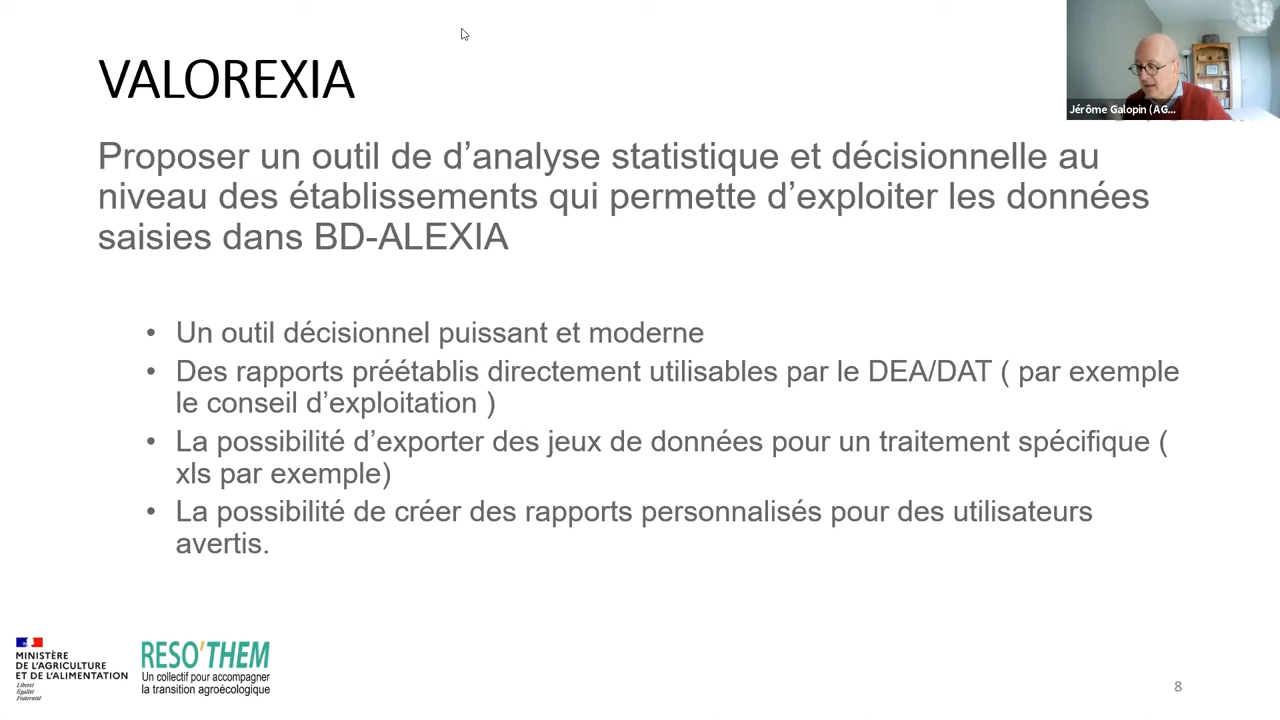 VALOREXIA
Jérôme Galopin (AG...
Proposer un outil de d’analyse statistique et décisionnelle au
niveau des établissements qui permette d’exploiter les données
saisies dans BD-ALEXIA
• Un outil décisionnel puissant et moderne
• Des rapports préétablis directement utilisables par le DEA/DAT ( par exemple
le conseil d’exploitation )
• La possibilité d’exporter des jeux de données pour un traitement spécifique (
xls par exemple)
• La possibilité de créer des rapports personnalisés pour des utilisateurs
avertis.
MINISTÈRE
DE L’AGRICULTURE
ET DE L’ALIMENTATION
Liberté
Égalité
Fraternité
RESO’THEM
Un collectif pour accompagner
la transition agroécologique
8